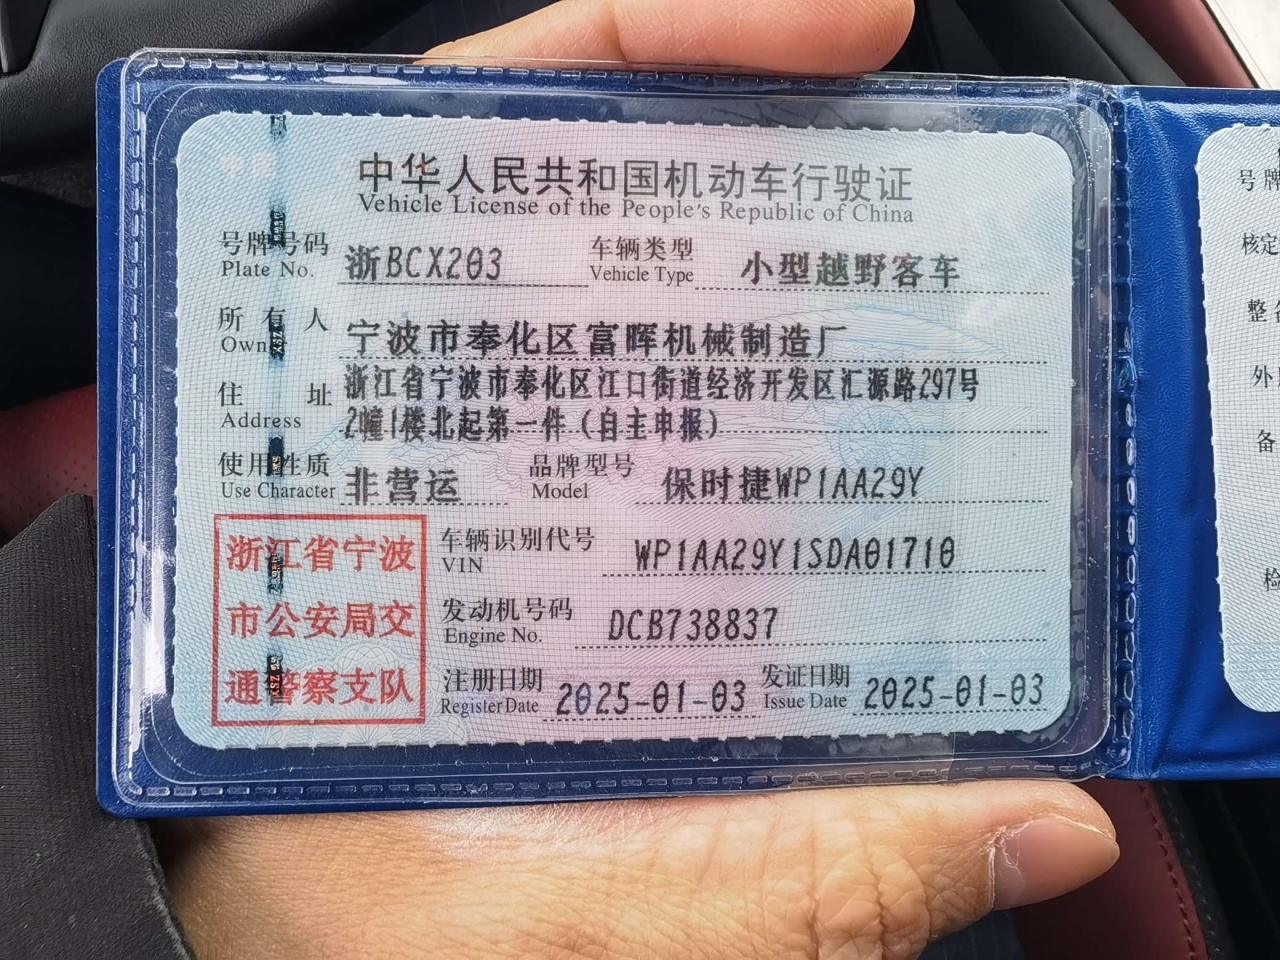 中华人民共和国机动车行驶证
Vehicle License of the People's Republic of China
号牌号码 浙BCX203 车辆类型 小型越野客车
Plate No. Vehicle Type
所有人 宁波市奉化区富晖机械制造厂
Owner
住址 浙江省宁波市奉化区江口街道经济开发区汇源路297号
Address 2幢1楼北起第一件（自主申报）
使用性质 非营运 品牌型号 保时捷WP1AA29Y
Use Character Model
浙江省宁波
市公安局交
通警察支队
车辆识别代号 WP1AA29Y1SDA01710
VIN
发动机号码 DCB738837
Engine No.
注册日期 2025-01-03 发证日期 2025-01-03
Register Date Issue Date
号牌
核定
整备
外
备
检